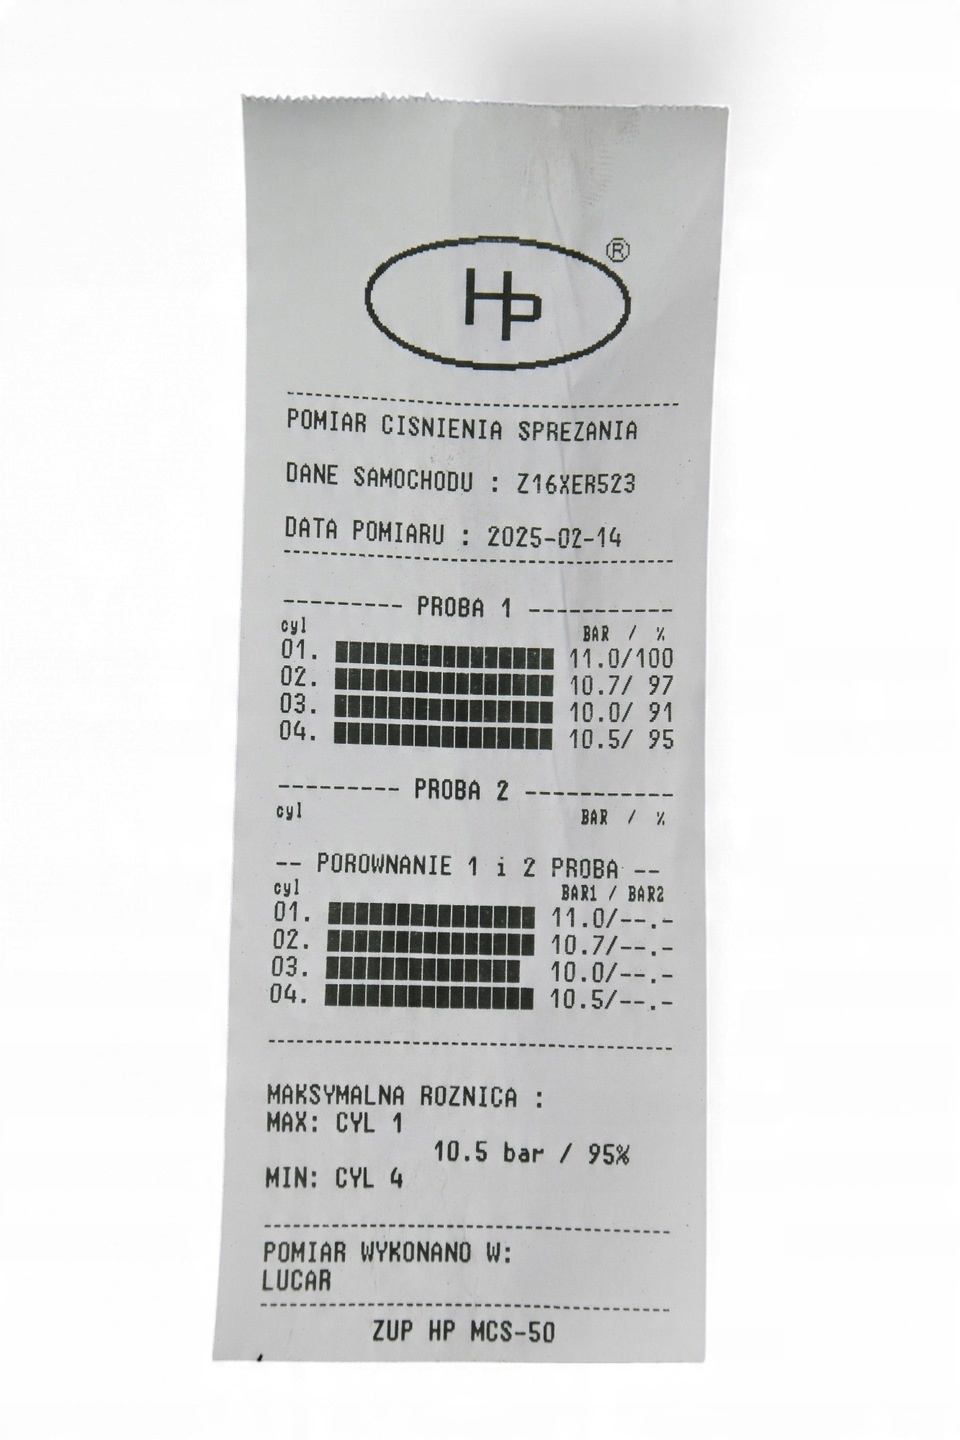 HP ®
POMIAR CISNIENIA SPREZANIA
DANE SAMOCHODU : Z16XER523
DATA POMIARU : 2025-02-14
--------- PROBA 1 -----------
cyl BAR / %
01. 11.0/100
02. 10.7/ 97
03. 10.0/ 91
04. 10.5/ 95
--------- PROBA 2 -----------
cyl BAR / %
-- POROWNANIE 1 i 2 PROBA --
cyl BAR1 / BAR2
01. 11.0/--.-
02. 10.7/--.-
03. 10.0/--.-
04. 10.5/--.-
MAKSYMALNA ROZNICA :
MAX: CYL 1
10.5 bar / 95%
MIN: CYL 4
POMIAR WYKONANO W:
LUCAR
ZUP HP MCS-50